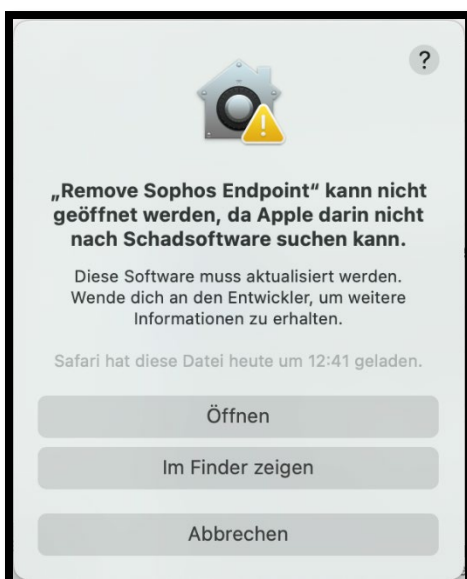 ?
„Remove Sophos Endpoint“ kann nicht
geöffnet werden, da Apple darin nicht
nach Schadsoftware suchen kann.
Diese Software muss aktualisiert werden.
Wende dich an den Entwickler, um weitere
Informationen zu erhalten.
Safari hat diese Datei heute um 12:41 geladen.
Öffnen
Im Finder zeigen
Abbrechen